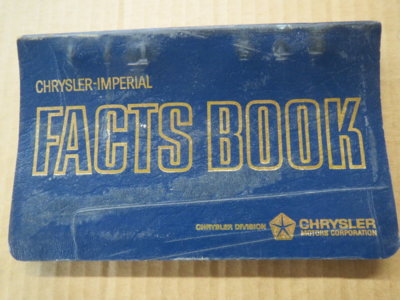 CHRYSLER-IMPERIAL
FACTS BOOK
CHRYSLER DIVISION CHRYSLER
MOTORS CORPORATION